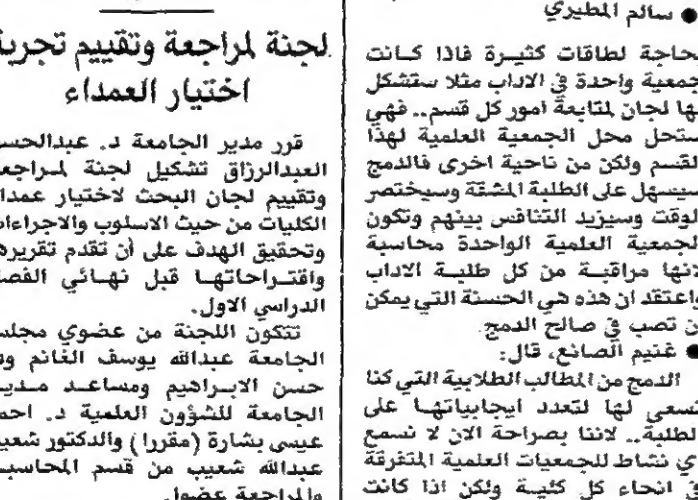 ● سالم المطيري
بحاجة لطاقات كثيرة فاذا كانت
جمعية واحدة في الاداب مثلا ستشكل
لها لجان لمتابعة امور كل قسم.. فهي
ستحل محل الجمعية العلمية لهذا
القسم ولكن من ناحية اخرى فالدمج
سيسهل على الطلبة المشقة وسيختصر
الوقت وسيزيد التنافس بينهم وتكون
الجمعية العلمية الواحدة محاسبة
لانها مراقبة من كل طلبة الاداب
واعتقد ان هذه هي الحسنة التي يمكن
ان تصب في صالح الدمج.
● غنيم الصانع، قال:
الدمج من المطالب الطلابية التي كنا
نسعى لها لتعدد ايجابياتها على
الطلبة.. لاننا بصراحة الان لا نسمع
اي نشاط للجمعيات العلمية المتفرقة
في انحاء كل كلية ولكن اذا كانت
لجنة لمراجعة وتقييم تجربة
اختيار العمداء
قرر مدير الجامعة د. عبدالحسن
العبدالرزاق تشكيل لجنة لمراجعة
وتقييم لجان البحث لاختيار عمداء
الكليات من حيث الاسلوب والاجراءات
وتحقيق الهدف على أن تقدم تقريرها
واقتراحاتها قبل نهائي الفصل
الدراسي الاول.
تتكون اللجنة من عضوي مجلس
الجامعة عبدالله يوسف الغانم ود.
حسن الابراهيم ومساعد مدير
الجامعة للشؤون العلمية د. احمد
عيسى بشارة (مقررا) والدكتور شعيب
عبدالله شعيب من قسم المحاسبة
والمراجعة عضوا.